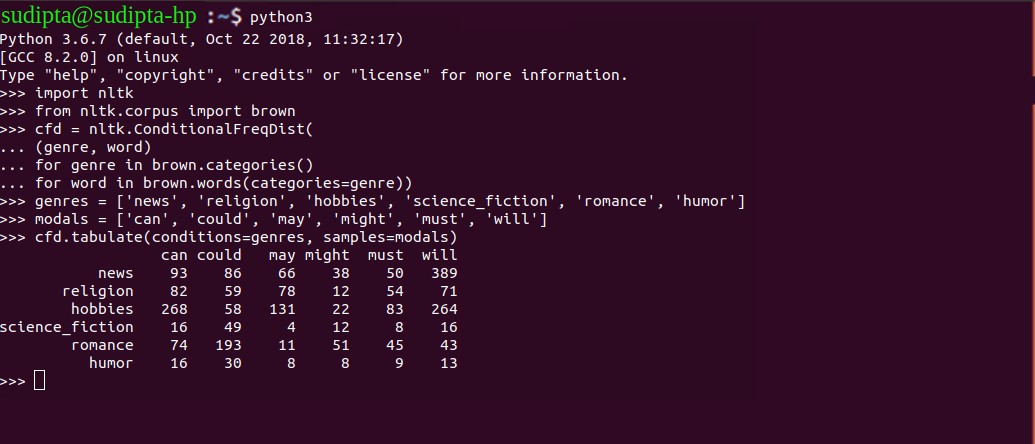 sudipta@sudipta-hp :~$ python3
Python 3.6.7 (default, Oct 22 2018, 11:32:17)
[GCC 8.2.0] on linux
Type "help", "copyright", "credits" or "license" for more information.
>>> import nltk
>>> from nltk.corpus import brown
>>> cfd = nltk.ConditionalFreqDist(
... (genre, word)
... for genre in brown.categories()
... for word in brown.words(categories=genre))
>>> genres = ['news', 'religion', 'hobbies', 'science_fiction', 'romance', 'humor']
>>> modals = ['can', 'could', 'may', 'might', 'must', 'will']
>>> cfd.tabulate(conditions=genres, samples=modals)
can could may might must will
news 93 86 66 38 50 389
religion 82 59 78 12 54 71
hobbies 268 58 131 22 83 264
science_fiction 16 49 4 12 8 16
romance 74 193 11 51 45 43
humor 16 30 8 8 9 13
>>>